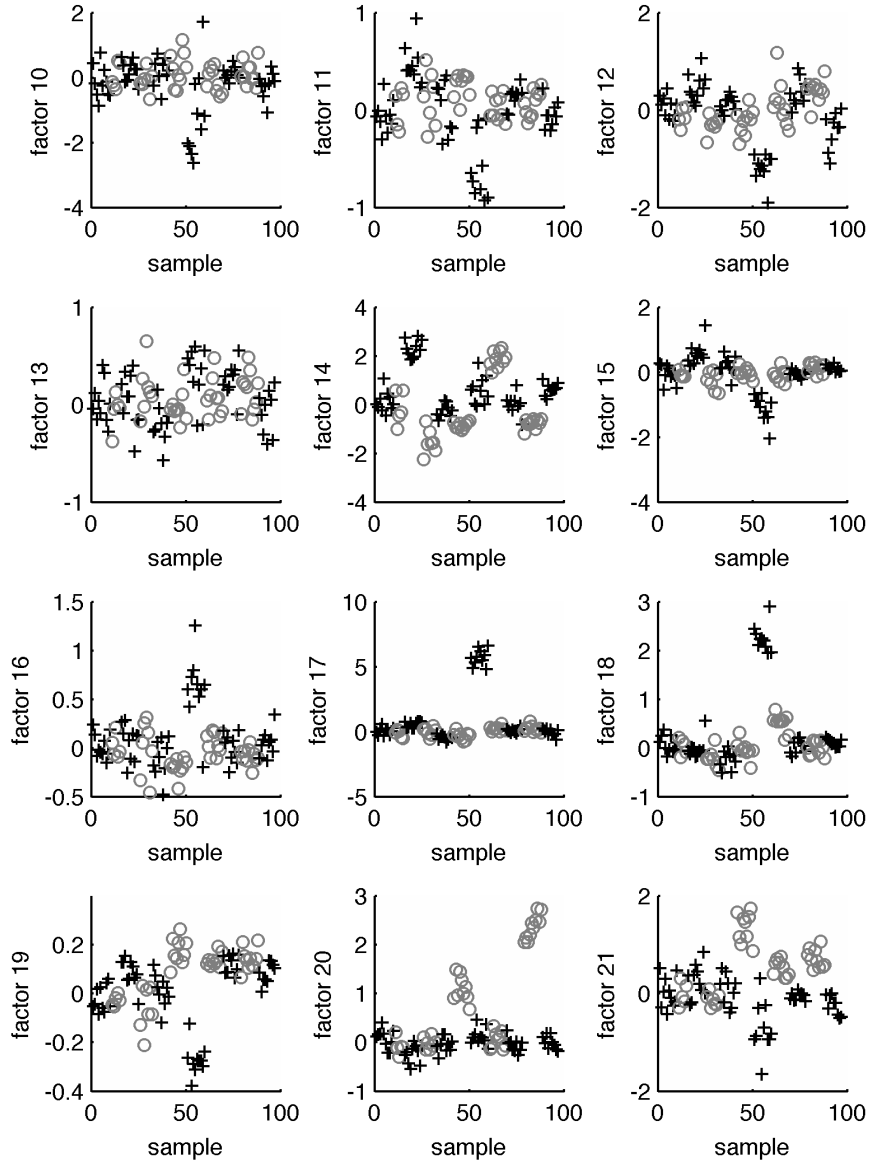 2
0
-2
-4
factor 10
0 50 100
sample
1
0
-1
factor 11
0 50 100
sample
2
0
-2
factor 12
0 50 100
sample
1
0
-1
factor 13
0 50 100
sample
4
2
0
-2
-4
factor 14
0 50 100
sample
2
0
-2
-4
factor 15
0 50 100
sample
1.5
1
0.5
0
-0.5
factor 16
0 50 100
sample
10
5
0
-5
factor 17
0 50 100
sample
3
2
1
0
-1
factor 18
0 50 100
sample
0.2
0
-0.2
-0.4
factor 19
0 50 100
sample
3
2
1
0
-1
factor 20
0 50 100
sample
2
0
-2
factor 21
0 50 100
sample